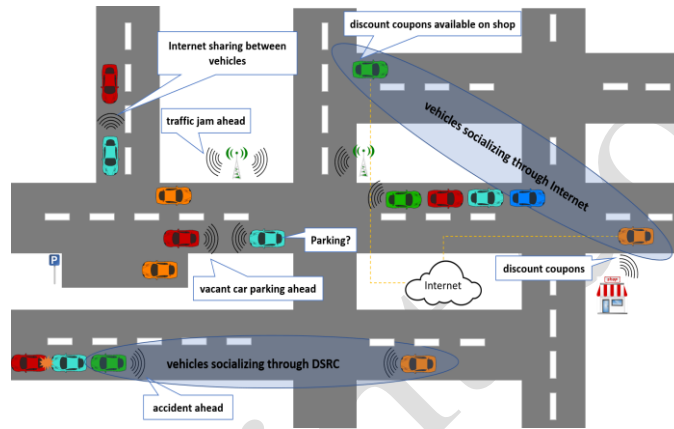 discount coupons available on shop
Internet sharing between
vehicles
traffic jam ahead
vehicles socializing through Internet
Parking?
P
vacant car parking ahead
Internet
discount coupons
shop
vehicles socializing through DSRC
accident ahead